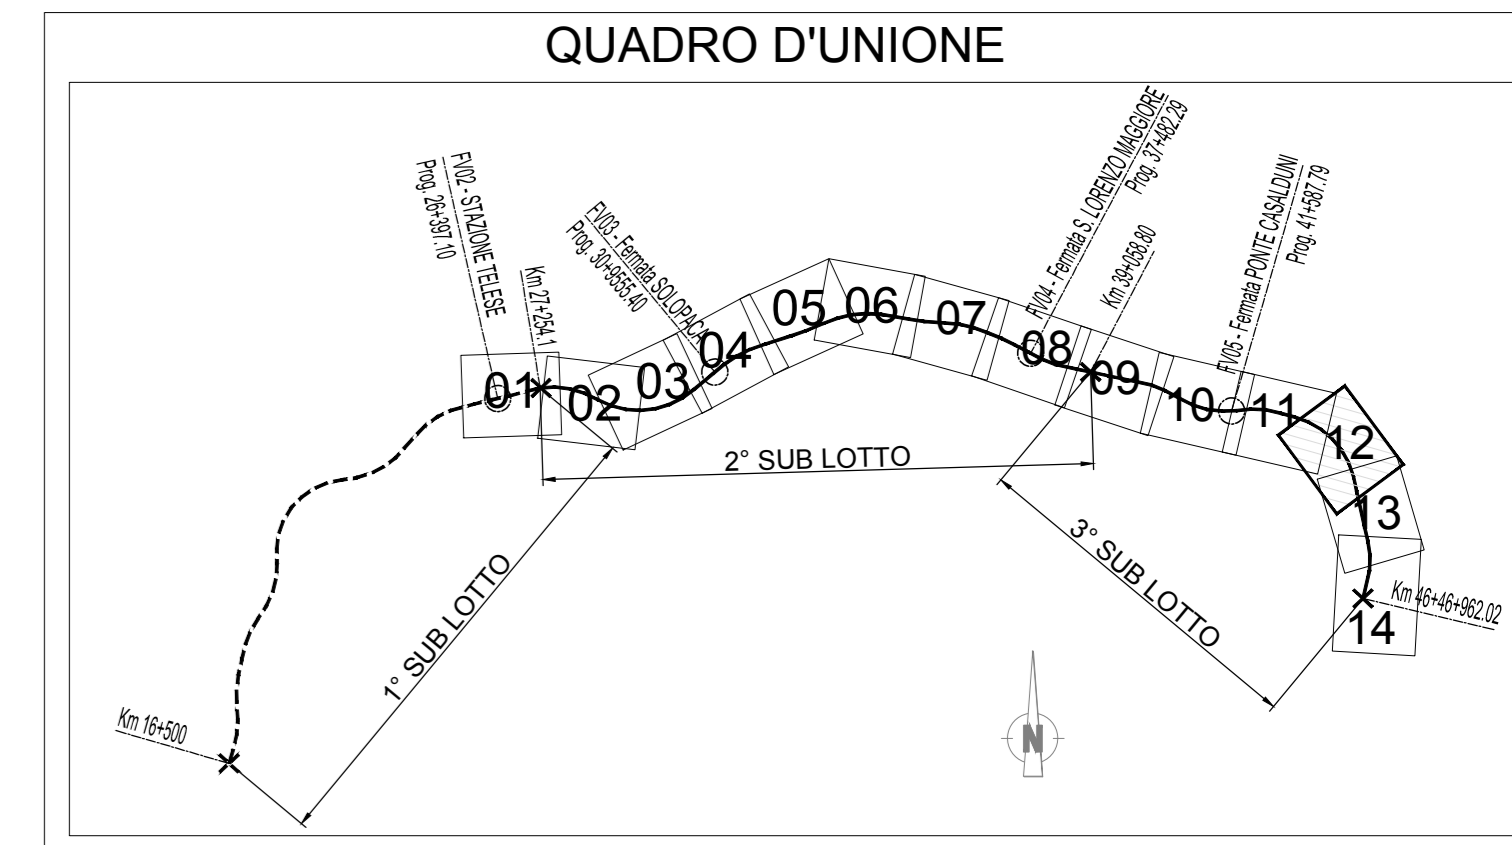 QUADRO D'UNIONE
FV02 - STAZIONE TELESE
Prog. 26+397.10
Km 27+254.1
FV03 - Fermata SOLOPACA
Prog. 30+9555.40
FV04 - Fermata S. LORENZO MAGGIORE
Prog. 37+482.29
Km 39+058.80
FV05 - Fermata PONTE CASALDUNI
Prog. 41+587.79
01
02
03
04
05
06
07
08
09
10
11
12
13
14
Km 46+46+962.02
2° SUB LOTTO
1° SUB LOTTO
3° SUB LOTTO
Km 16+500
N